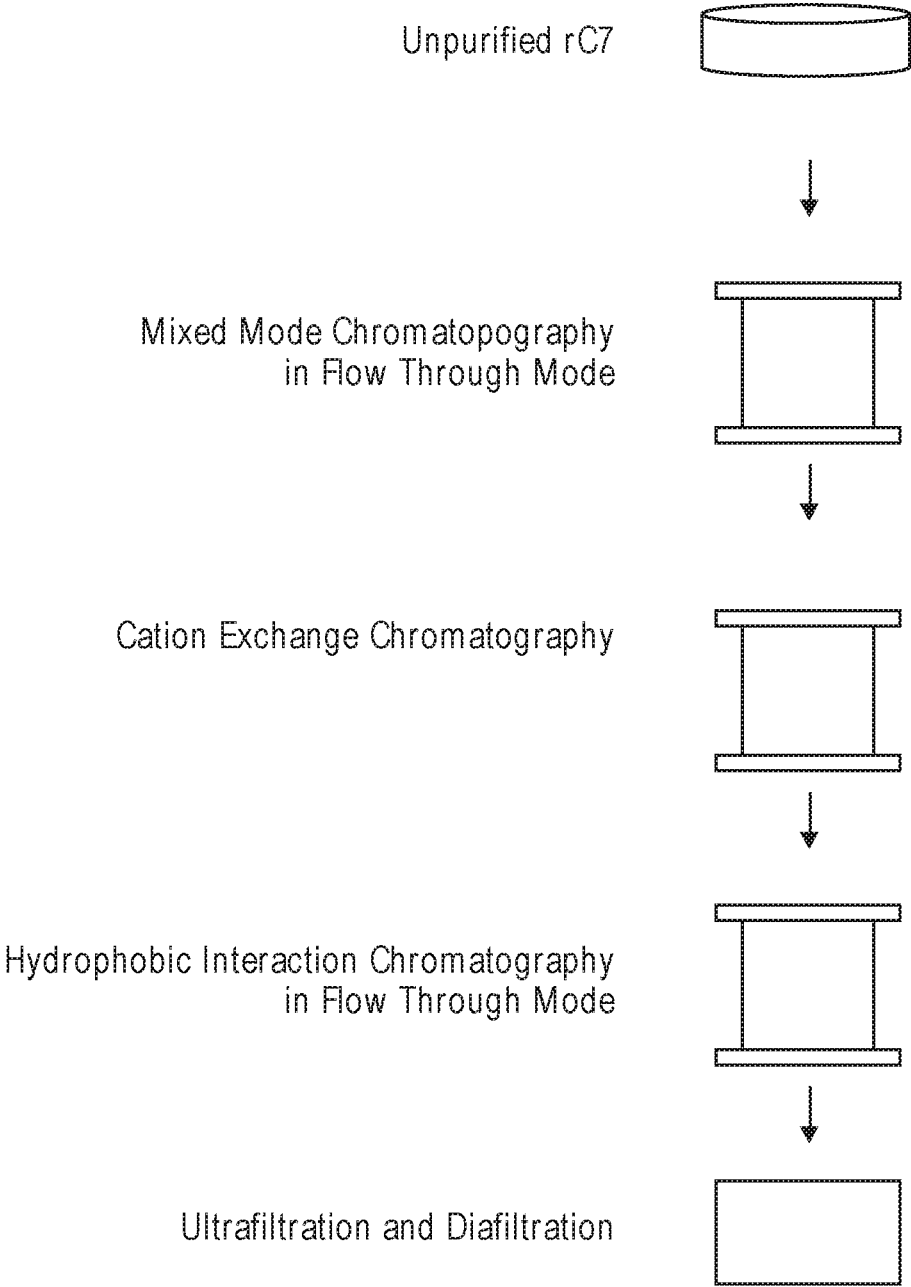 Unpurified rC7
Mixed Mode Chromatopography
in Flow Through Mode
Cation Exchange Chromatography
Hydrophobic Interaction Chromatography
in Flow Through Mode
Ultrafiltration and Diafiltration